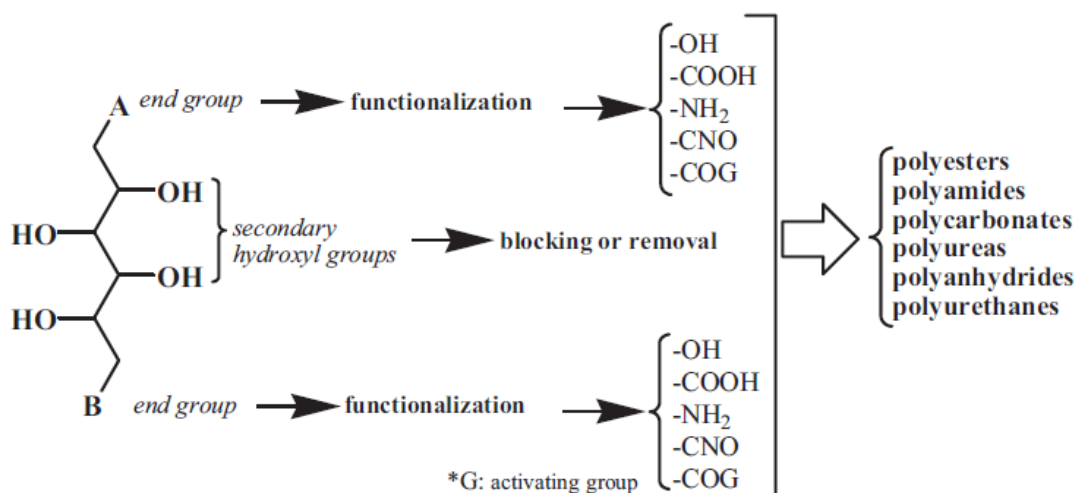 A end group functionalization
-OH
-COOH
-NH₂
-CNO
-COG
OH
HO
OH
HO
secondary
hydroxyl groups
blocking or removal
B end group functionalization
-OH
-COOH
-NH₂
-CNO
-COG
*G: activating group
polyesters
polyamides
polycarbonates
polyureas
polyanhydrides
polyurethanes